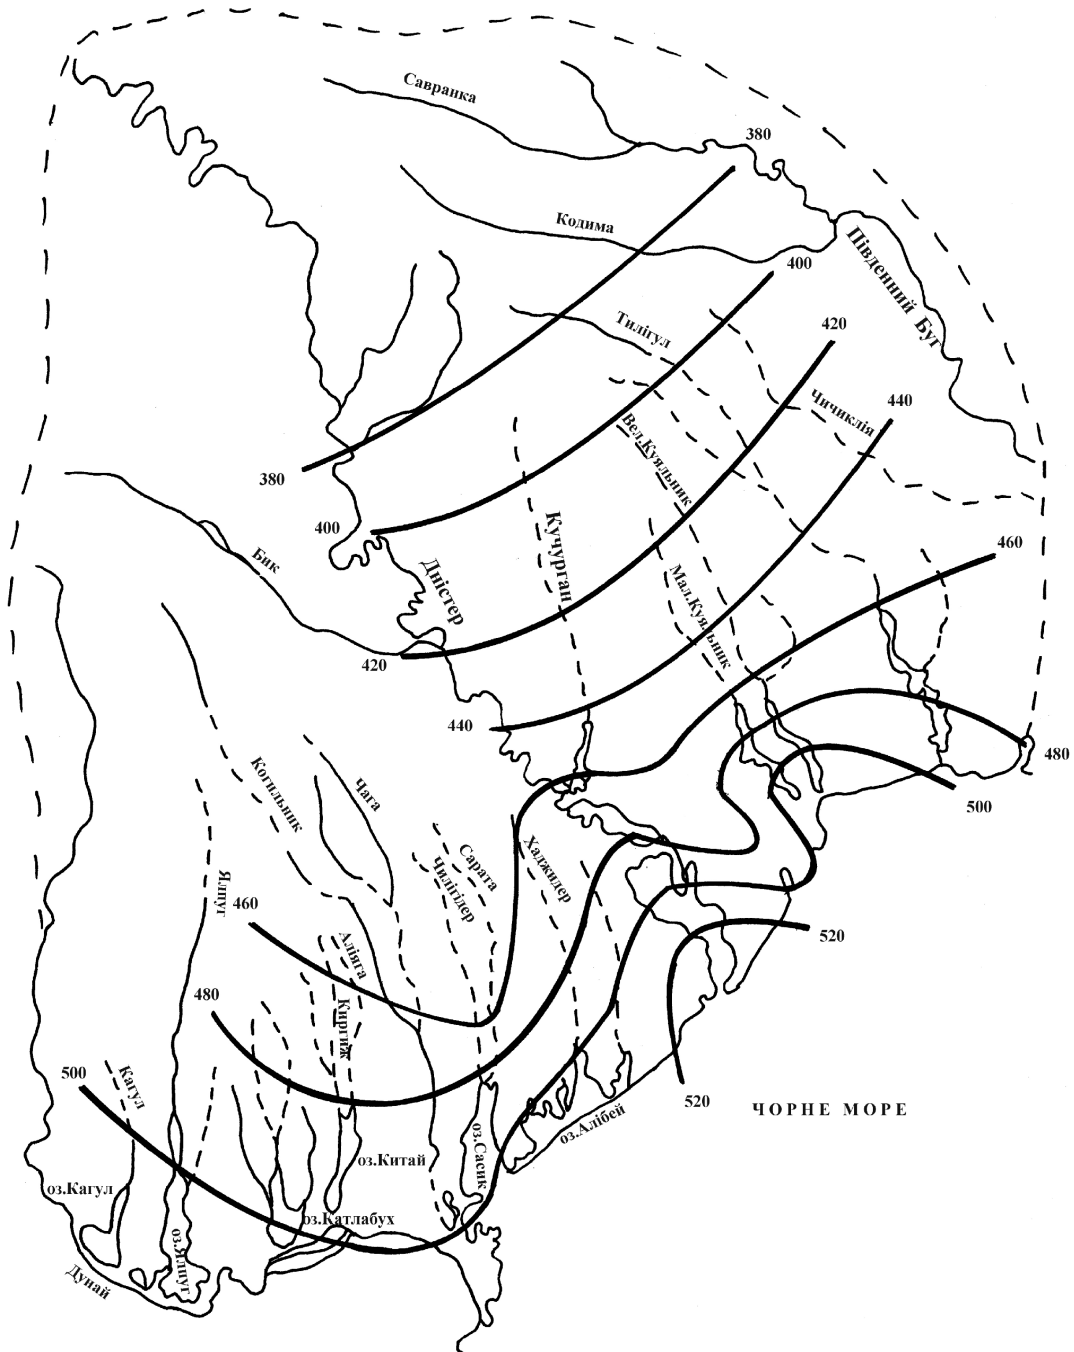 Савранка
380
Кодима
Південний Буг
400
Тилігул
420
Чичиклія
440
Вел.Куяльник
380
Кучурган
400
460
Бик
Дністер
Мал.Куяльник
420
440
480
Когильник
Чага
500
Сарата
Хаджидер
Чилігідер
Ялпуг
460
520
Аліяга
480
Киргиж
500
Кагул
520
ЧОРНЕ МОРЕ
оз.Алібей
оз.Сасик
оз.Китай
оз.Кагул
оз.Катлабух
оз.Ялпуг
Дунай